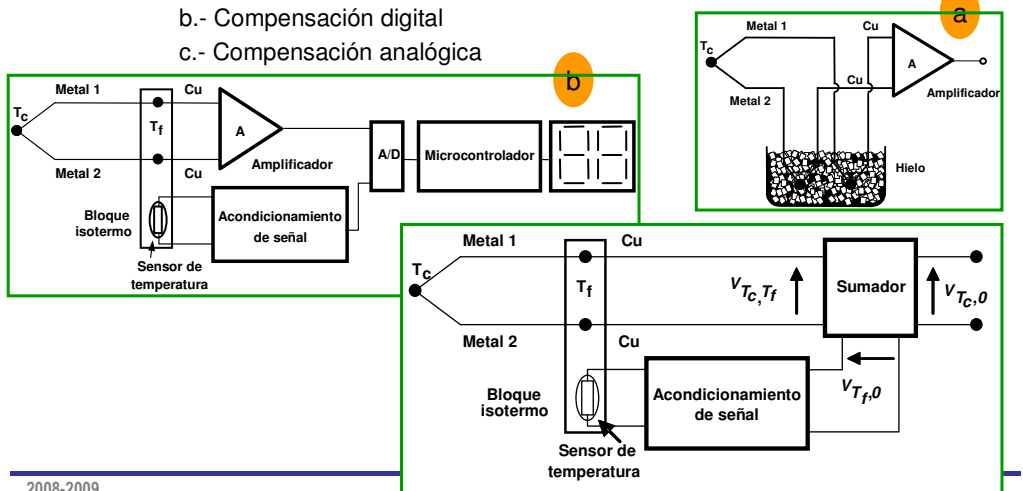 b.- Compensación digital
c.- Compensación analógica
a
Metal 1
Cu
Tc
A
Cu
Metal 2
Amplificador
Hielo
b
Metal 1
Cu
Tc
Tf
A
A/D
Microcontrolador
Amplificador
Metal 2
Cu
Bloque
isotermo
Acondicionamiento
de señal
Sensor de
temperatura
Metal 1
Cu
Tc
Tf
VTc,Tf
Sumador
VTc,0
Metal 2
Cu
VTf,0
Bloque
isotermo
Acondicionamiento
de señal
Sensor de
temperatura
2008-2009